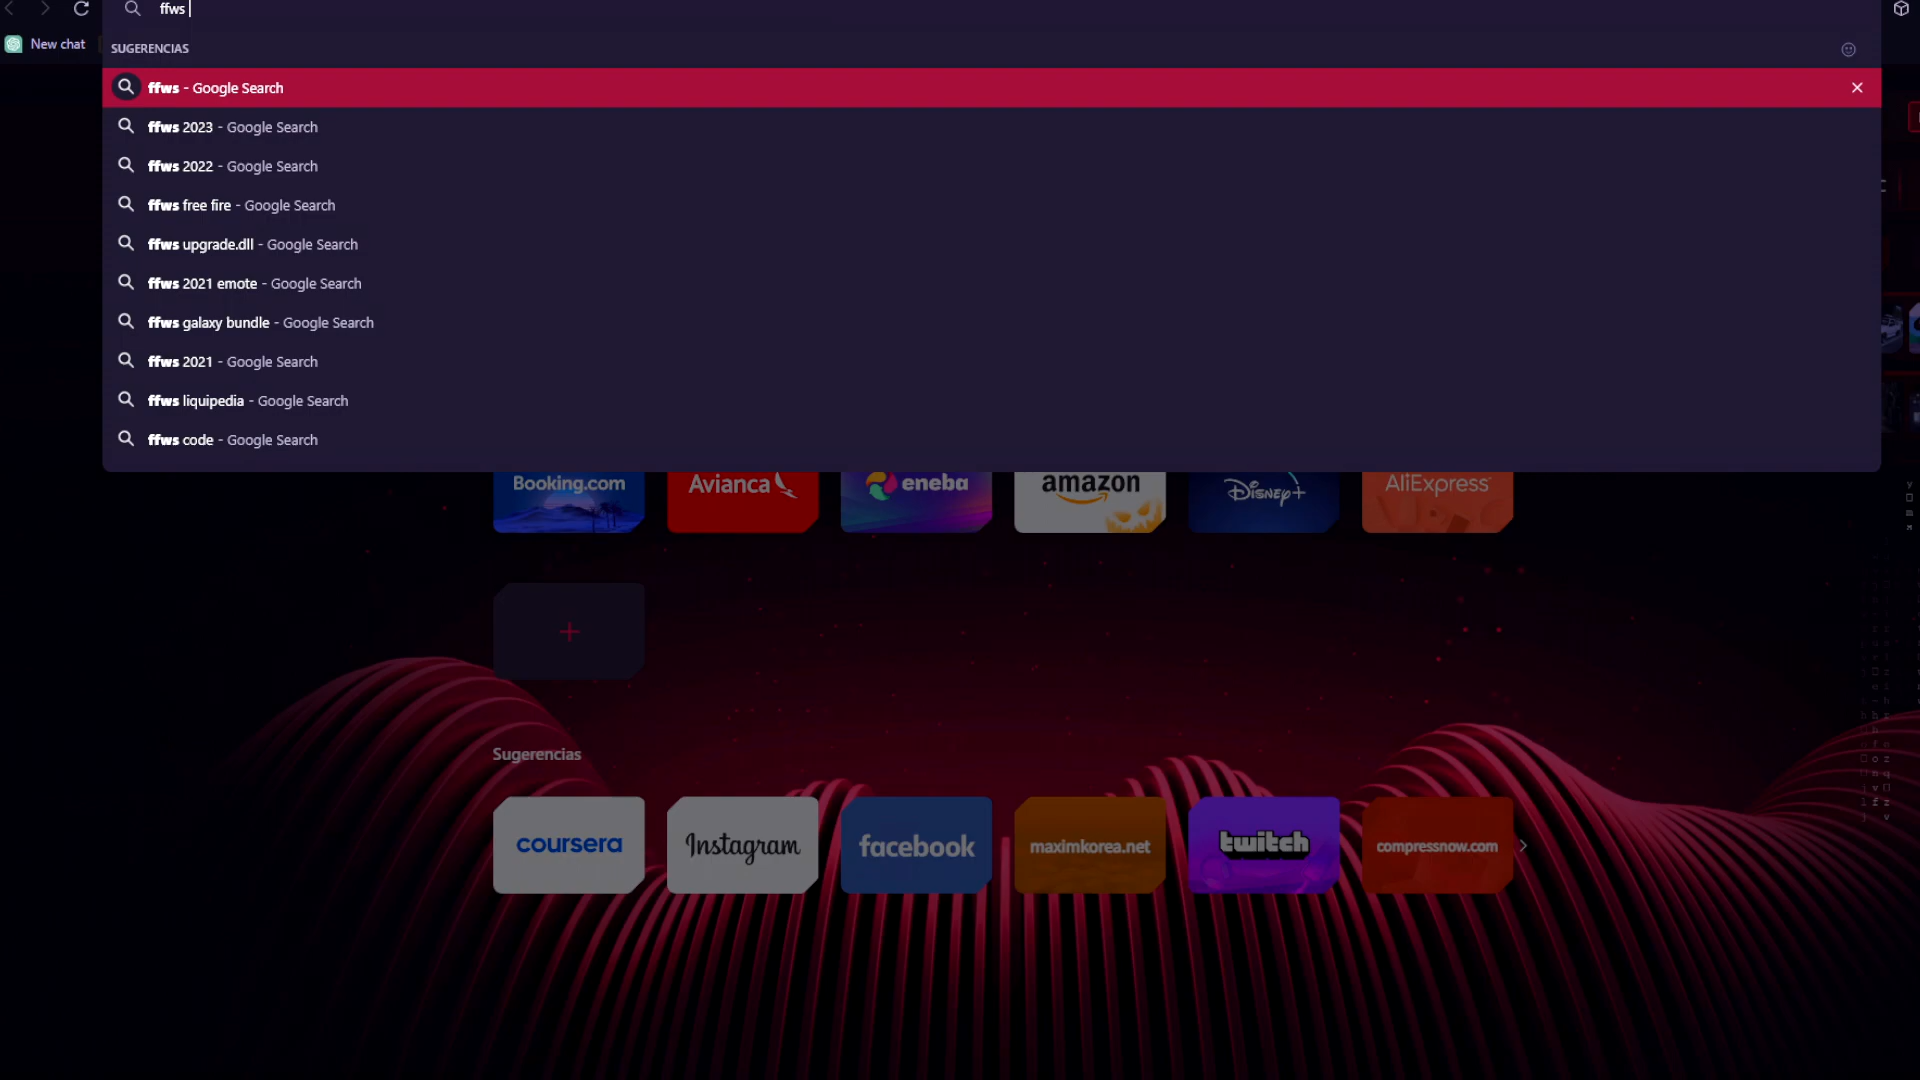 ffws
New chat
SUGERENCIAS
ffws - Google Search
ffws 2023 - Google Search
ffws 2022 - Google Search
ffws free fire - Google Search
ffws upgrade.dll - Google Search
ffws 2021 emote - Google Search
ffws galaxy bundle - Google Search
ffws 2021 - Google Search
ffws liquipedia - Google Search
ffws code - Google Search
Booking.com
Avianca
eneba
amazon
Disney+
AliExpress
Sugerencias
coursera
Instagram
facebook
maximkorea.net
twitch
compressnow.com